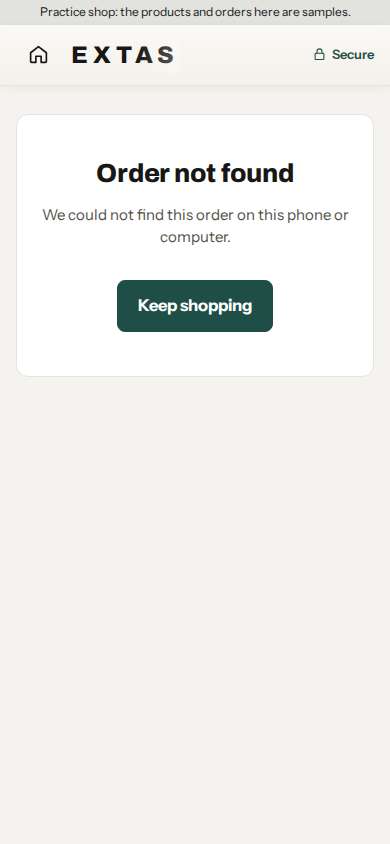 Practice shop: the products and orders here are samples.
EXTAS
Secure
Order not found
We could not find this order on this phone or
computer.
Keep shopping